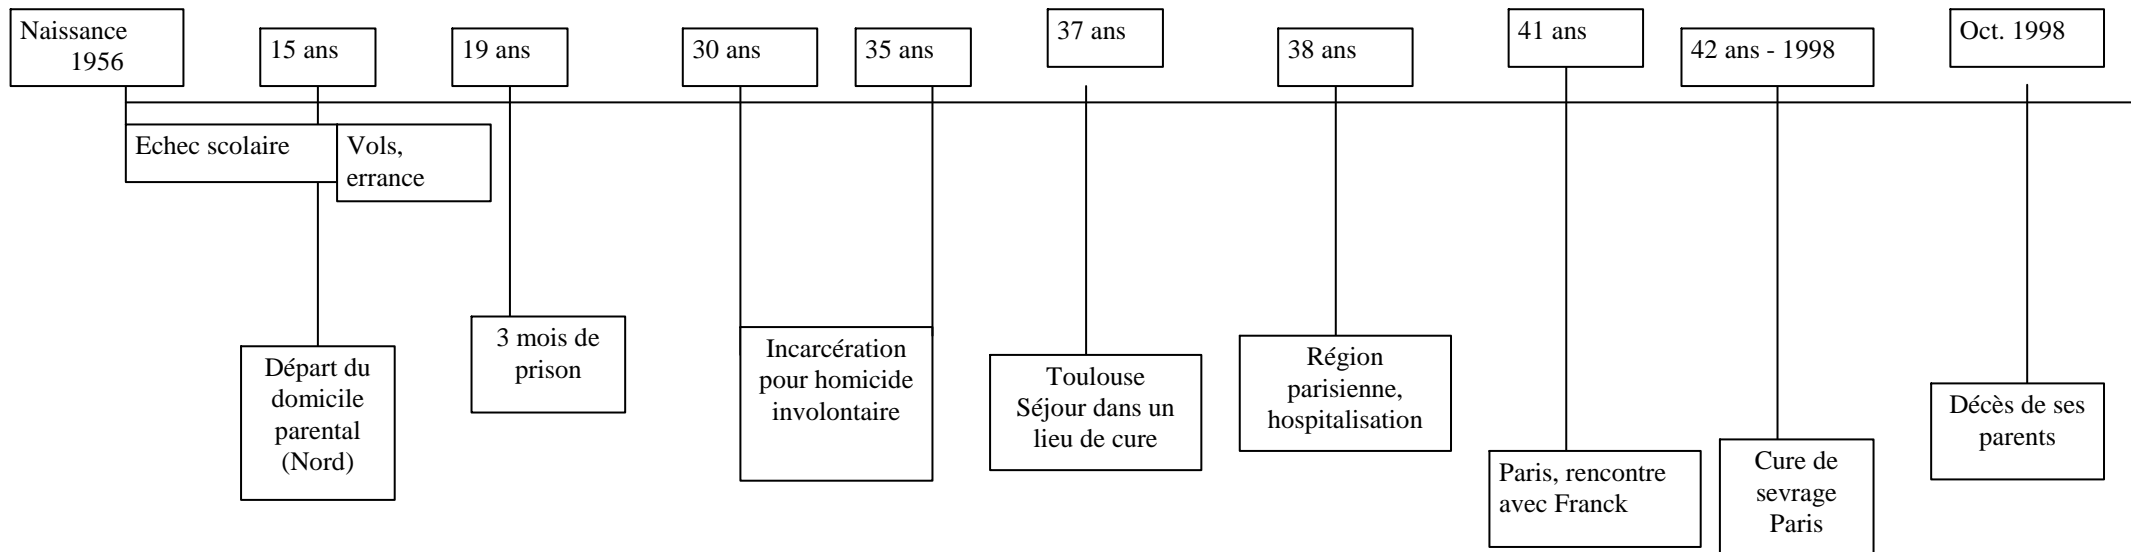 Naissance
1956
15 ans
19 ans
30 ans
35 ans
37 ans
38 ans
41 ans
42 ans - 1998
Oct. 1998
Echec scolaire
Vols,
errance
Départ du
domicile
parental
(Nord)
3 mois de
prison
Incarcération
pour homicide
involontaire
Toulouse
Séjour dans un
lieu de cure
Région
parisienne,
hospitalisation
Paris, rencontre
avec Franck
Cure de
sevrage
Paris
Décès de ses
parents